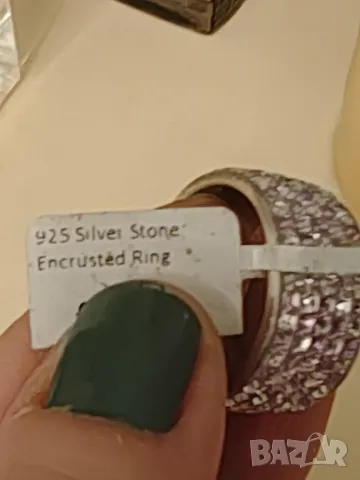 925 Silver Stone
Encrusted Ring
BAZAR